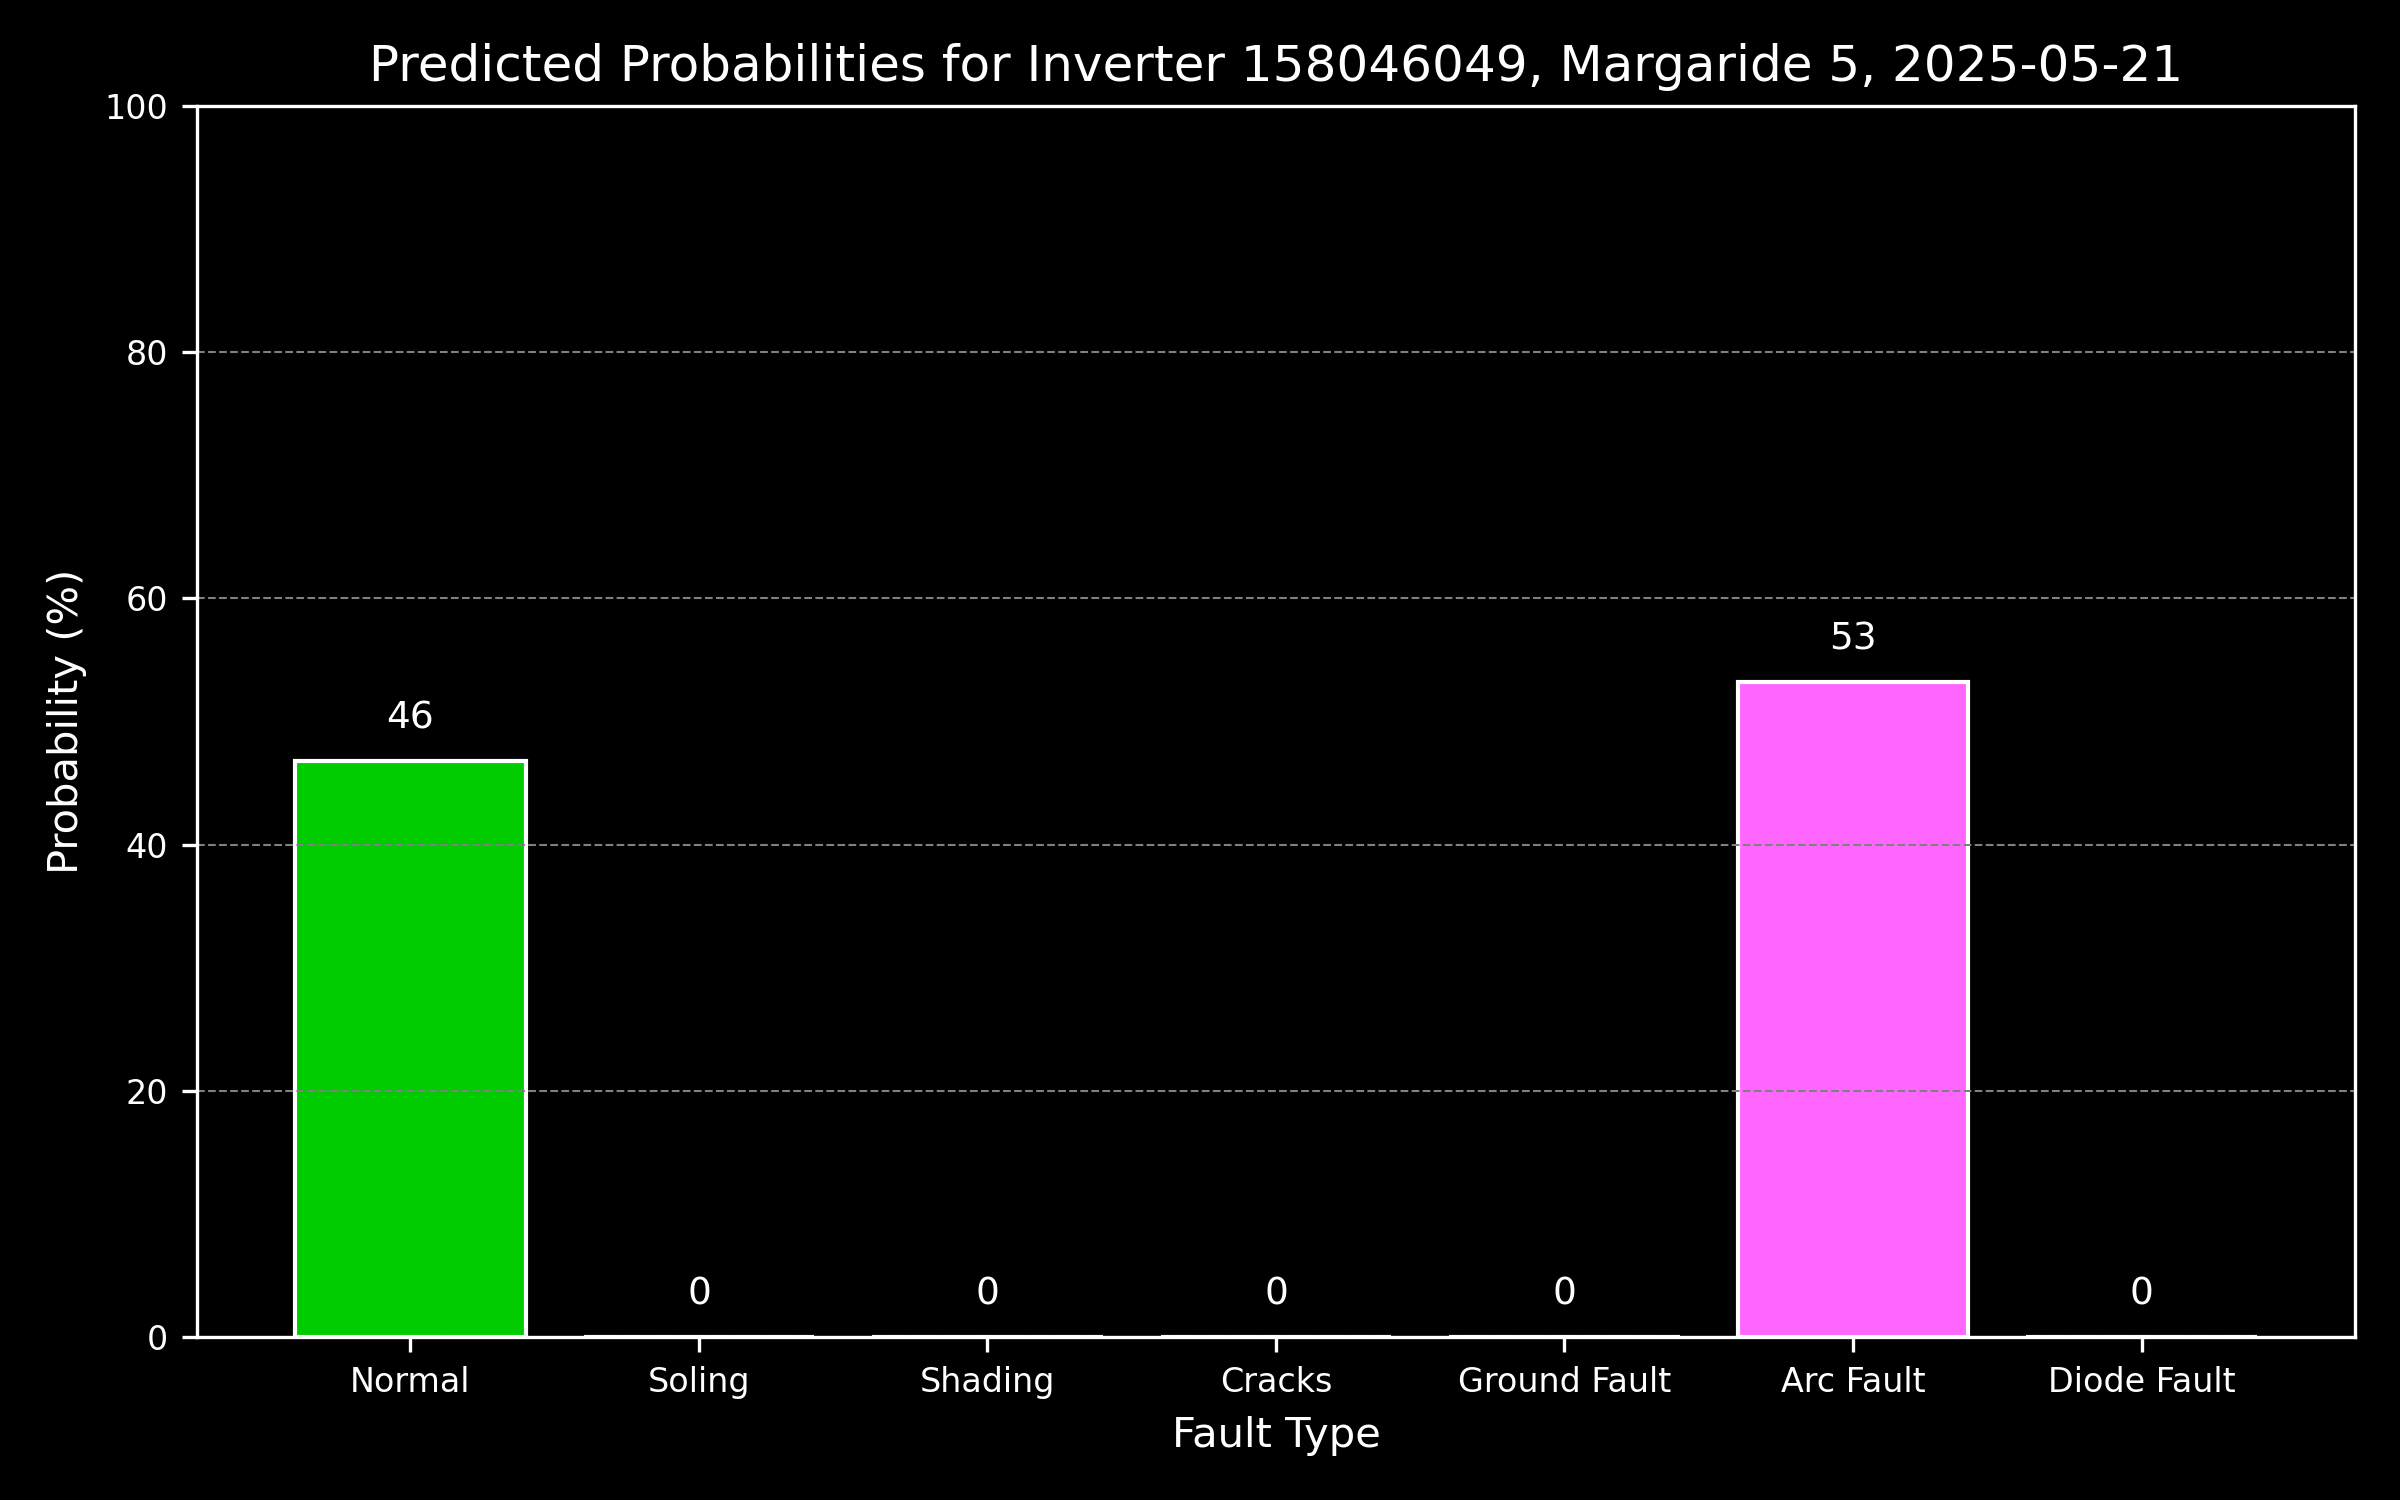 Predicted Probabilities for Inverter 158046049, Margaride 5, 2025-05-21
100
80
60
40
20
0
Probability (%)
46
0
0
0
0
53
0
Normal
Soling
Shading
Cracks
Ground Fault
Arc Fault
Diode Fault
Fault Type